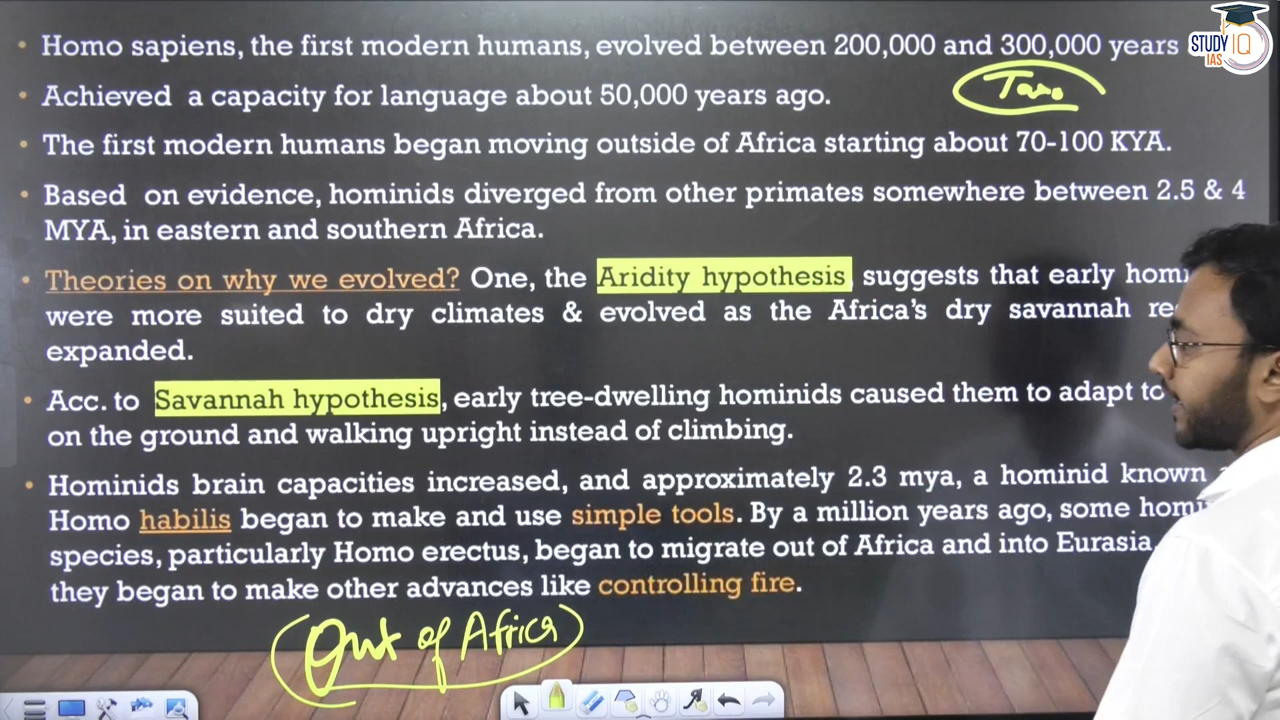 • Homo sapiens, the first modern humans, evolved between 200,000 and 300,000 years
STUDY IQ
IAS
• Achieved a capacity for language about 50,000 years ago.
• The first modern humans began moving outside of Africa starting about 70-100 KYA.
• Based on evidence, hominids diverged from other primates somewhere between 2.5 & 4
MYA, in eastern and southern Africa.
• Theories on why we evolved? One, the Aridity hypothesis suggests that early
were more suited to dry climates & evolved as the Africa's dry savannah
expanded.
• Acc. to Savannah hypothesis, early tree-dwelling hominids caused them to adapt to
on the ground and walking upright instead of climbing.
• Hominids brain capacities increased, and approximately 2.3 mya, a hominid known
Homo habilis began to make and use simple tools. By a million years ago, some
species, particularly Homo erectus, began to migrate out of Africa and into Eurasia
they began to make other advances like controlling fire.
Out of Africa